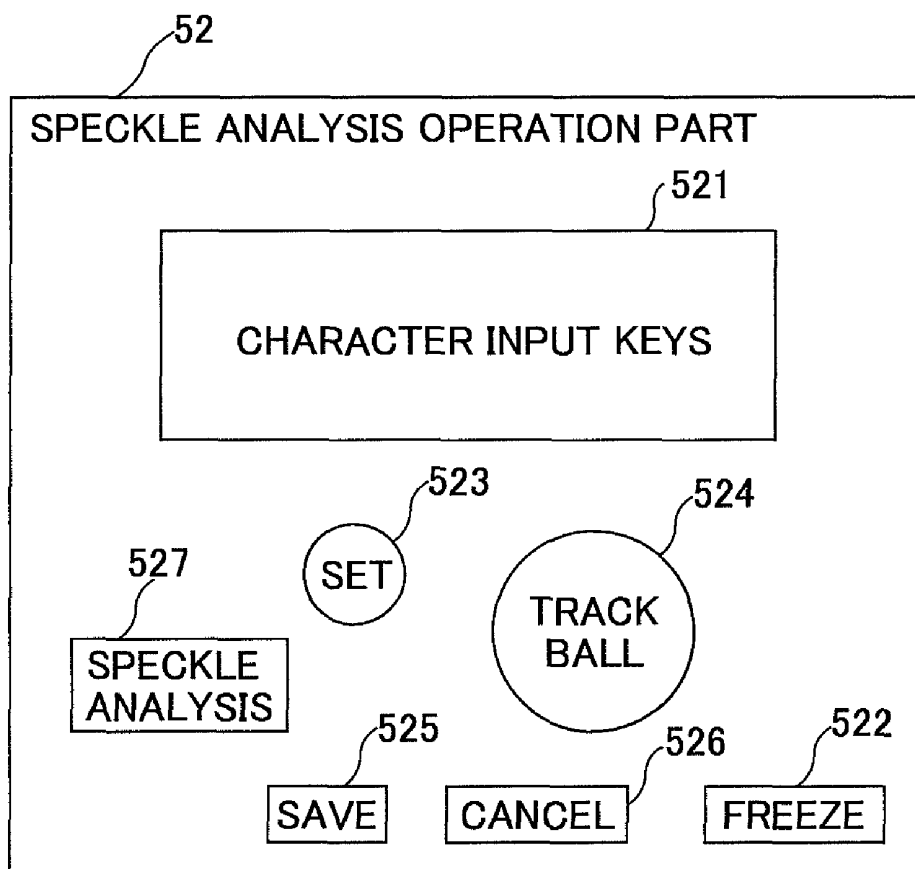 52
SPECKLE ANALYSIS OPERATION PART
521
CHARACTER INPUT KEYS
523
524
527
SET
TRACK
BALL
SPECKLE
ANALYSIS
525
526
522
SAVE
CANCEL
FREEZE